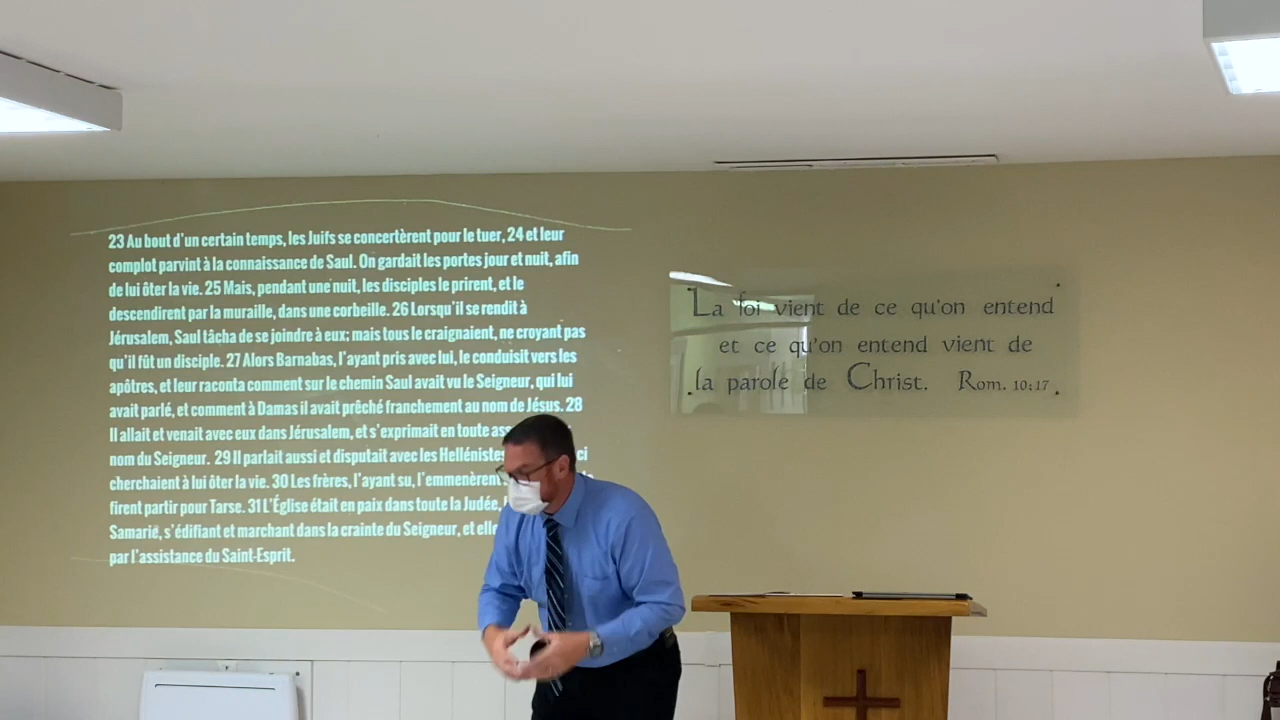 23 Au bout d'un certain temps, les Juifs se concertèrent pour le tuer, 24 et leur
complot parvint à la connaissance de Saul. On gardait les portes jour et nuit, afin
de lui ôter la vie. 25 Mais, pendant une nuit, les disciples le prirent, et le
descendirent par la muraille, dans une corbeille. 26 Lorsqu'il se rendit à
Jérusalem, Saul tâcha de se joindre à eux; mais tous le craignaient, ne croyant pas
qu'il fût un disciple. 27 Alors Barnabas, l'ayant pris avec lui, le conduisit vers les
apôtres, et leur raconta comment sur le chemin Saul avait vu le Seigneur, qui lui
avait parlé, et comment à Damas il avait prêché franchement au nom de Jésus. 28
Il allait et venait avec eux dans Jérusalem, et s'exprimait en toute
nom du Seigneur. 29 Il parlait aussi et disputait avec les Hellénistes
cherchaient à lui ôter la vie. 30 Les frères, l'ayant su, l'emmenèrent
firent partir pour Tarse. 31 L'Église était en paix dans toute la Judée,
Samarie, s'édifiant et marchant dans la crainte du Seigneur, et elle
par l'assistance du Saint-Esprit.
La foi vient de ce qu'on entend
et ce qu'on entend vient de
la parole de Christ. Rom. 10:17